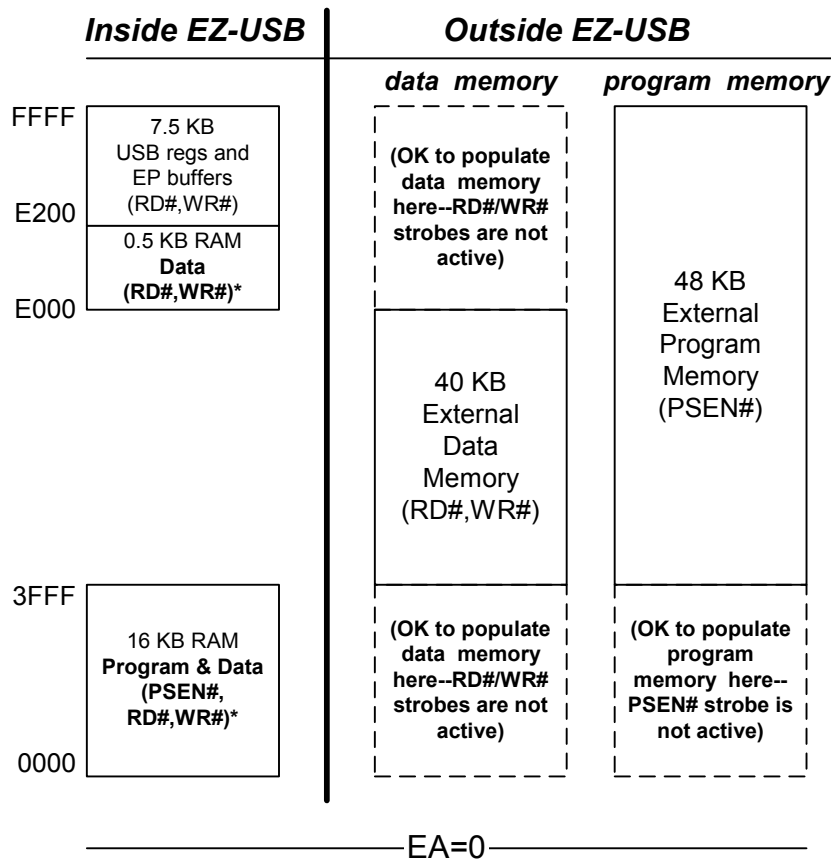 Inside EZ-USB
Outside EZ-USB
data memory
program memory
FFFF
7.5 KB
USB regs and
EP buffers
(RD#,WR#)
E200
0.5 KB RAM
Data
(RD#,WR#)*
E000
(OK to populate
data memory
here--RD#/WR#
strobes are not
active)
48 KB
External
Program
Memory
(PSEN#)
40 KB
External
Data
Memory
(RD#,WR#)
3FFF
16 KB RAM
Program & Data
(PSEN#,
RD#,WR#)*
0000
(OK to populate
data memory
here--RD#/WR#
strobes are not
active)
(OK to populate
program
memory here--
PSEN# strobe is
not active)
EA=0